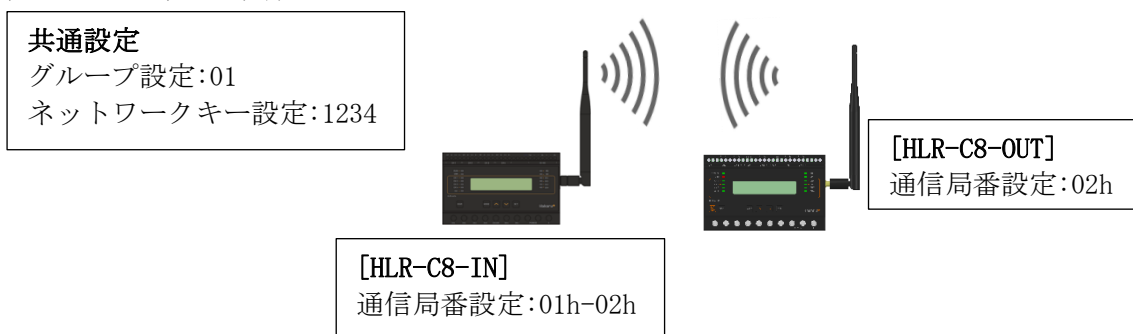 共通設定
グループ設定:01
ネットワークキー設定:1234
[HLR-C8-OUT]
通信局番設定:02h
[HLR-C8-IN]
通信局番設定:01h-02h